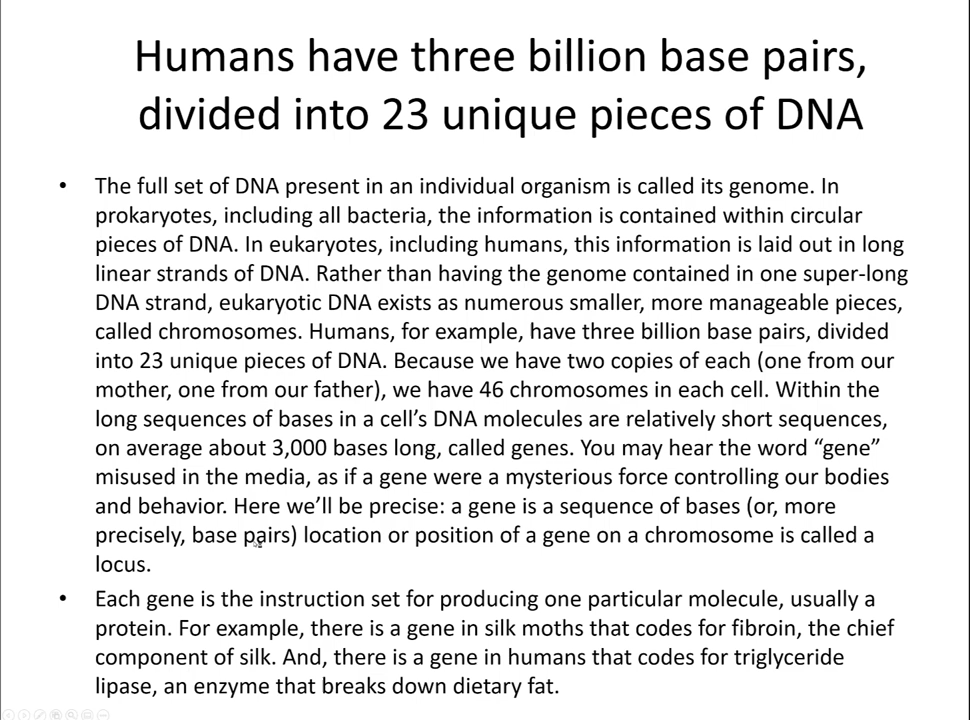 Humans have three billion base pairs,
divided into 23 unique pieces of DNA
• The full set of DNA present in an individual organism is called its genome. In
prokaryotes, including all bacteria, the information is contained within circular
pieces of DNA. In eukaryotes, including humans, this information is laid out in long
linear strands of DNA. Rather than having the genome contained in one super-long
DNA strand, eukaryotic DNA exists as numerous smaller, more manageable pieces,
called chromosomes. Humans, for example, have three billion base pairs, divided
into 23 unique pieces of DNA. Because we have two copies of each (one from our
mother, one from our father), we have 46 chromosomes in each cell. Within the
long sequences of bases in a cell’s DNA molecules are relatively short sequences,
on average about 3,000 bases long, called genes. You may hear the word “gene”
misused in the media, as if a gene were a mysterious force controlling our bodies
and behavior. Here we’ll be precise: a gene is a sequence of bases (or, more
precisely, base pairs) location or position of a gene on a chromosome is called a
locus.
• Each gene is the instruction set for producing one particular molecule, usually a
protein. For example, there is a gene in silk moths that codes for fibroin, the chief
component of silk. And, there is a gene in humans that codes for triglyceride
lipase, an enzyme that breaks down dietary fat.